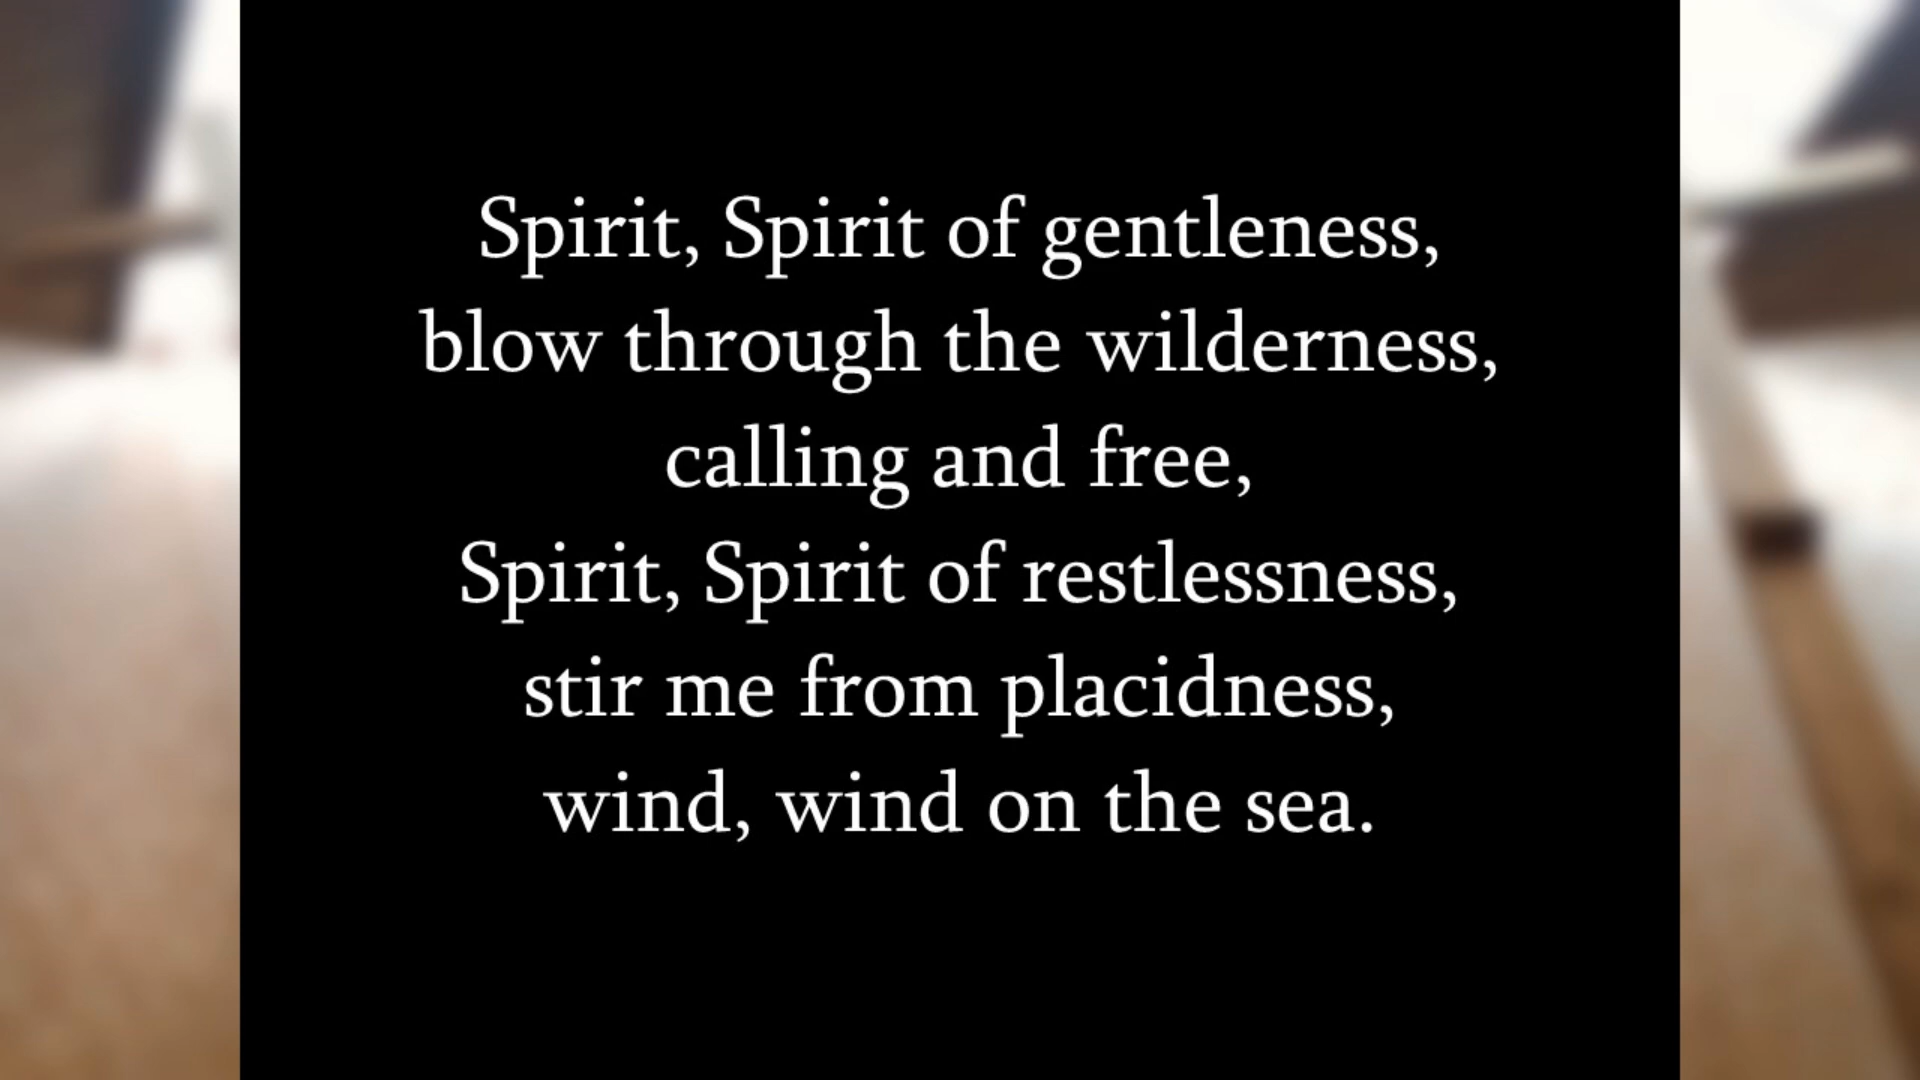 Spirit, Spirit of gentleness,
blow through the wilderness,
calling and free,
Spirit, Spirit of restlessness,
stir me from placidness,
wind, wind on the sea.